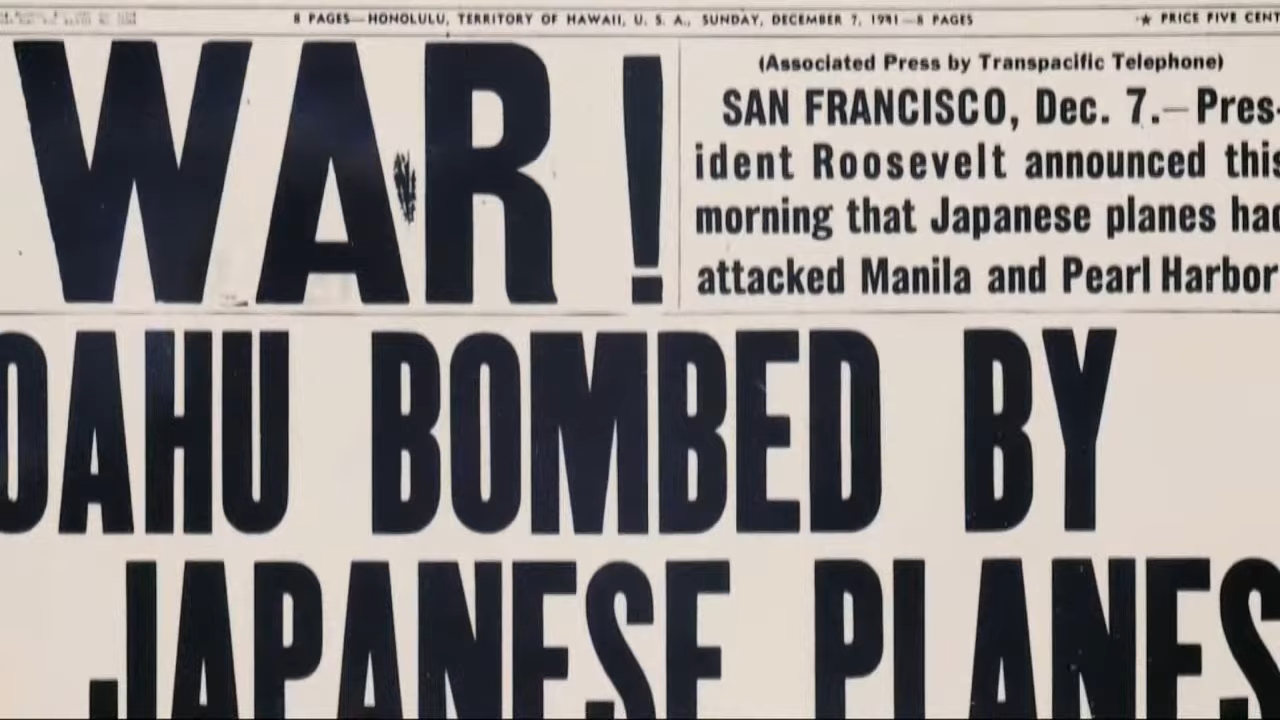 8 PAGES—HONOLULU, TERRITORY OF HAWAII, U. S. A., SUNDAY, DECEMBER 7, 1941—8 PAGES
★ PRICE FIVE CENT
WAR!
(Associated Press by Transpacific Telephone)
SAN FRANCISCO, Dec. 7.—Pres-
ident Roosevelt announced this
morning that Japanese planes had
attacked Manila and Pearl Harbor
OAHU BOMBED BY
JAPANESE PLANES